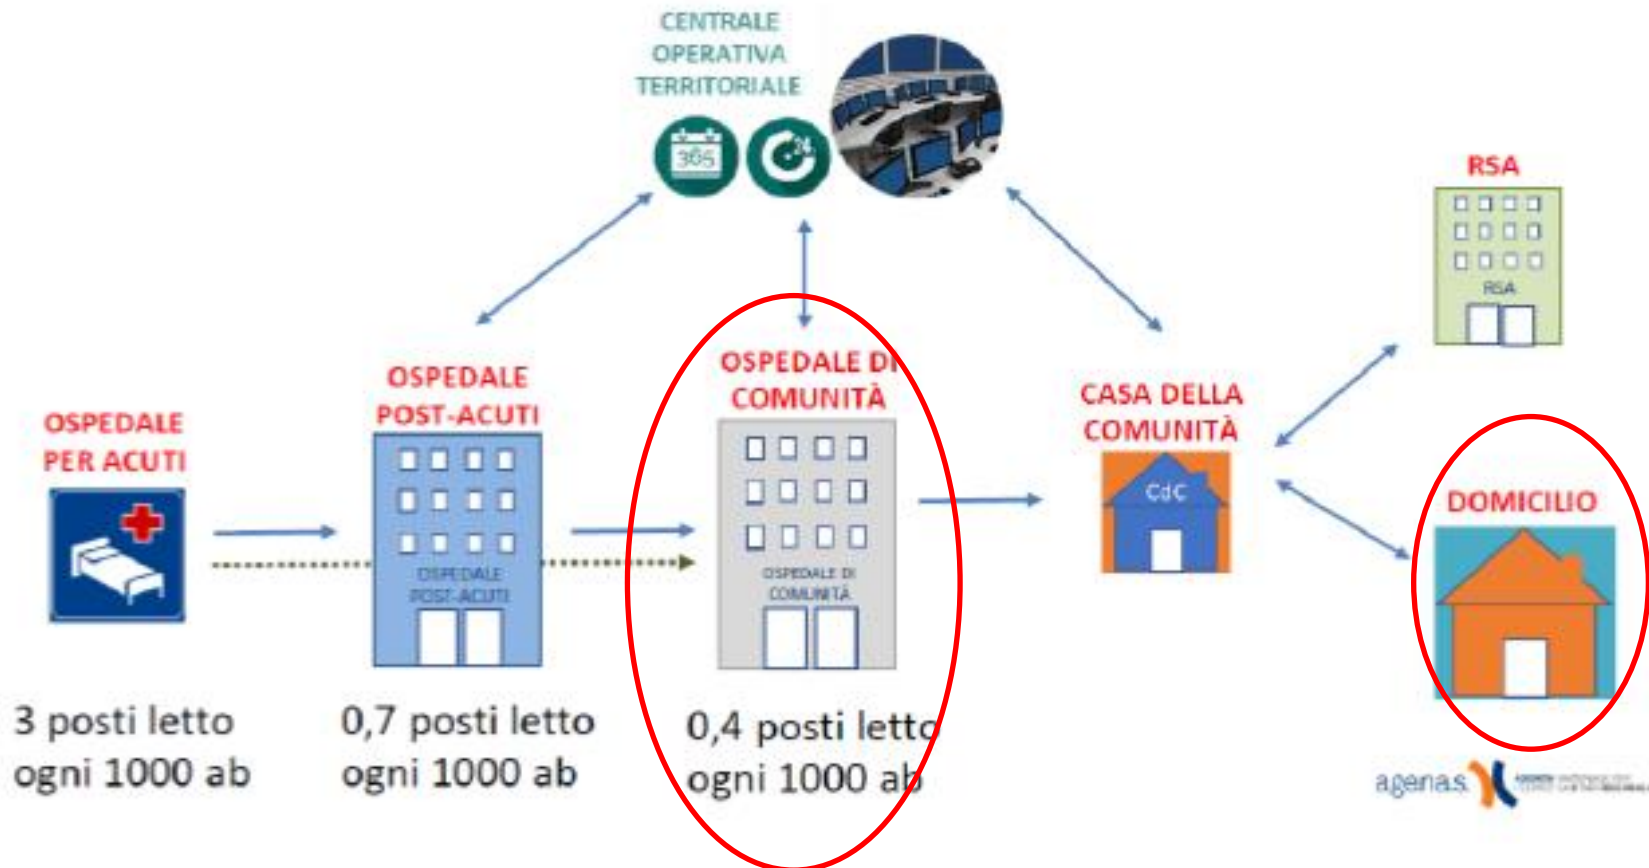 CENTRALE
OPERATIVA
TERRITORIALE
365
24
RSA
RSA
OSPEDALE
PER ACUTI
OSPEDALE
POST-ACUTI
OSPEDALE
POST-ACUTI
OSPEDALE DI
COMUNITÀ
OSPEDALE DI
COMUNITÀ
CASA DELLA
COMUNITÀ
CdC
DOMICILIO
3 posti letto
ogni 1000 ab
0,7 posti letto
ogni 1000 ab
0,4 posti letto
ogni 1000 ab
agenas